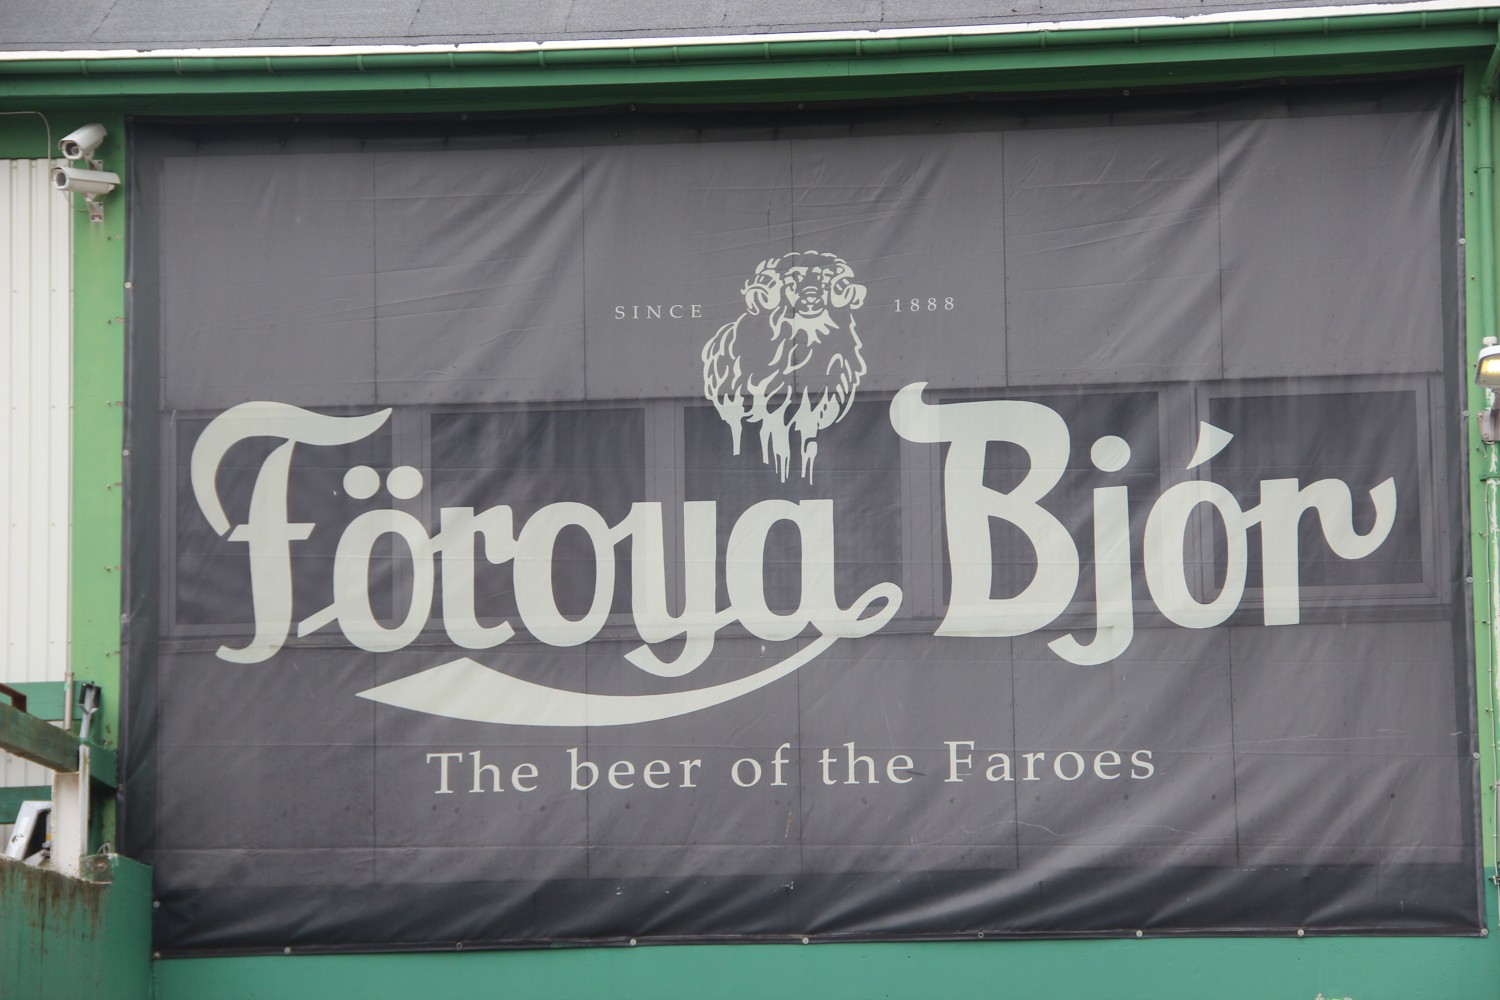 SINCE 1888
Föroya Bjór
The beer of the Faroes